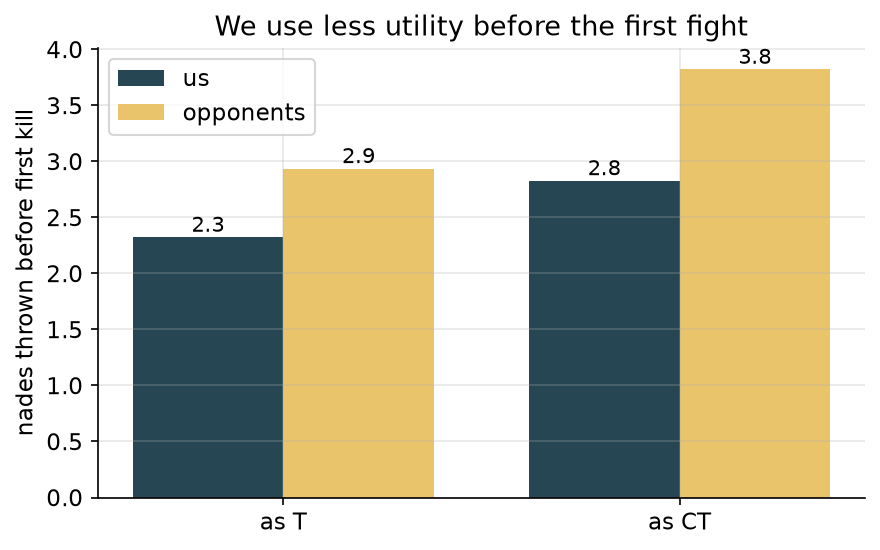 We use less utility before the first fight
us
opponents
nades thrown before first kill
4.0
3.5
3.0
2.5
2.0
1.5
1.0
0.5
0.0
2.3
2.9
2.8
3.8
as T
as CT